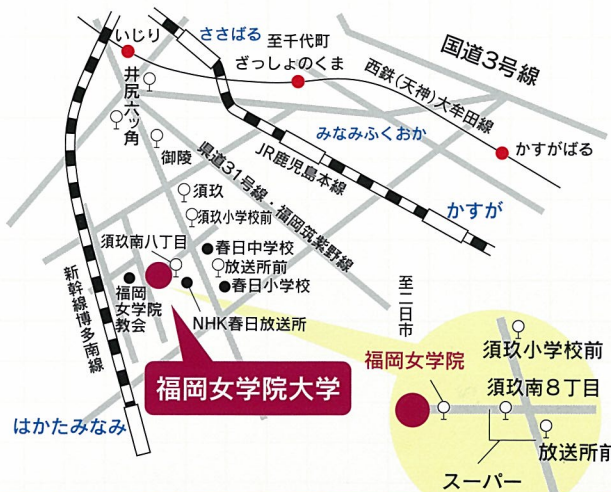 いじり
ささばる
至千代町
ざっしょのくま
国道3号線
西鉄(天神)大牟田線
井尻六ッ角
みなみふくおか
かすがばる
御陵
県道31号線・福岡筑紫野線
JR鹿児島本線
須玖
須玖小学校前
かすが
須玖南八丁目
春日中学校
放送所前
春日小学校
新幹線博多南線
福岡
女学院
教会
NHK春日放送所
至二日市
福岡女学院大学
はかたみなみ
福岡女学院
須玖小学校前
須玖南8丁目
放送所前
スーパー